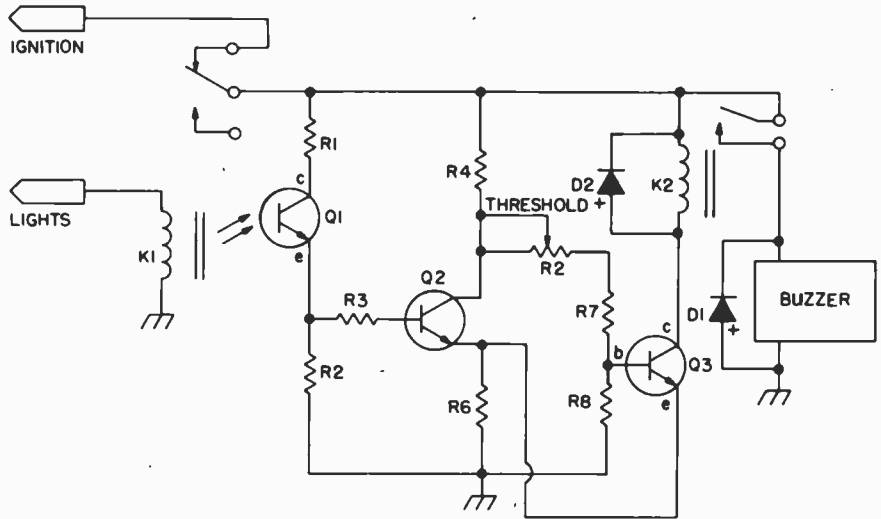 IGNITION
LIGHTS
K1
R1
c
Q1
e
R3
R2
Q2
R4
THRESHOLD
R2
R6
R7
R8
b
c
Q3
e
D2
+
K2
D1
+
BUZZER